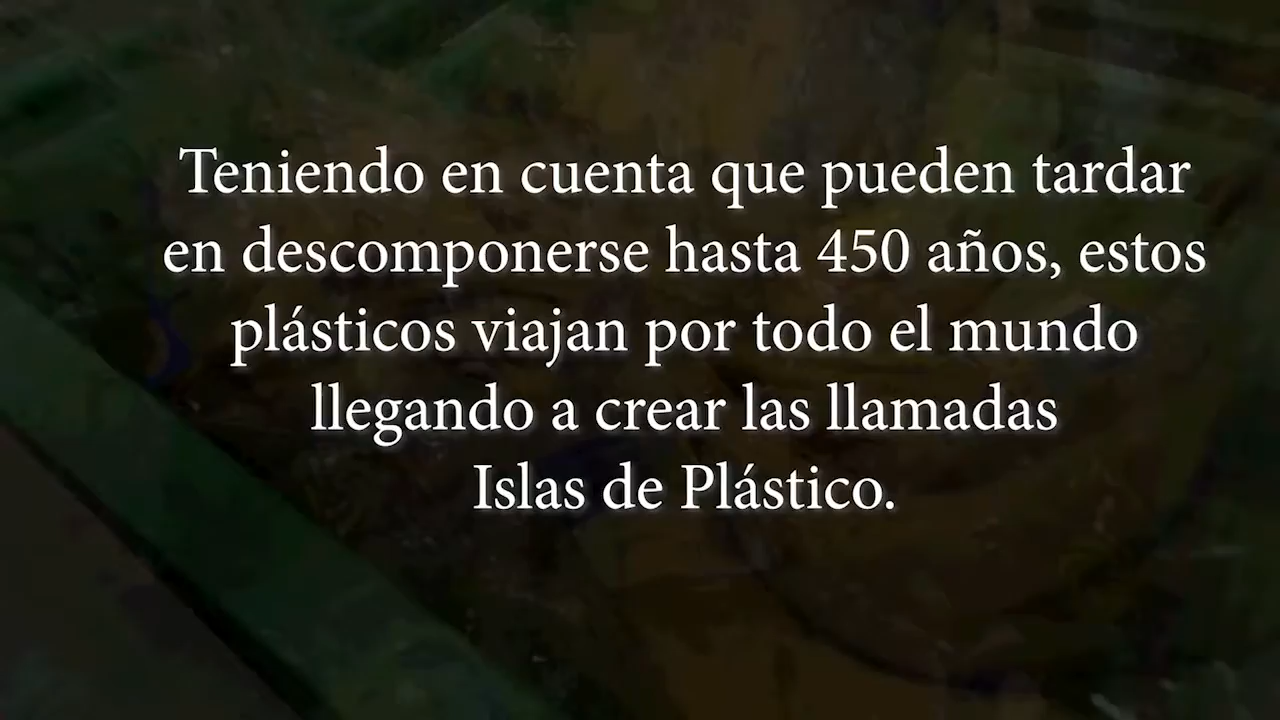 Teniendo en cuenta que pueden tardar
en descomponerse hasta 450 años, estos
plásticos viajan por todo el mundo
llegando a crear las llamadas
Islas de Plástico.